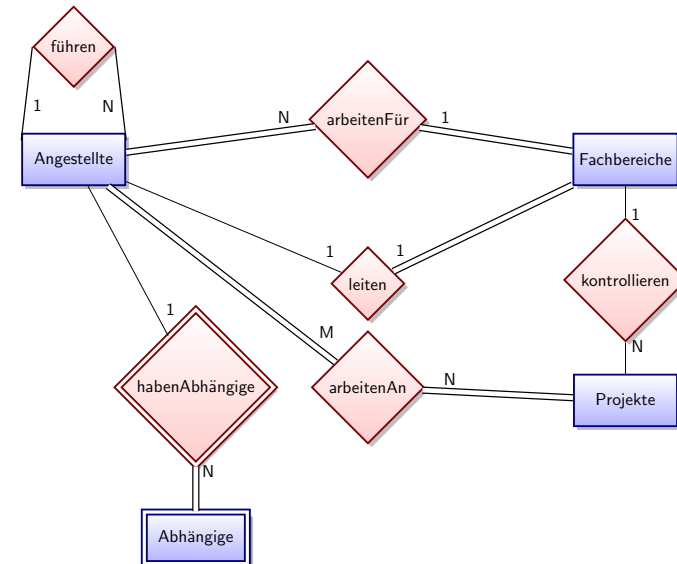 führen
1
N
Angestellte
N
arbeitenFür
1
Fachbereiche
1
leiten
1
1
kontrollieren
N
1
habenAbhängige
N
M
arbeitenAn
N
Projekte
Abhängige